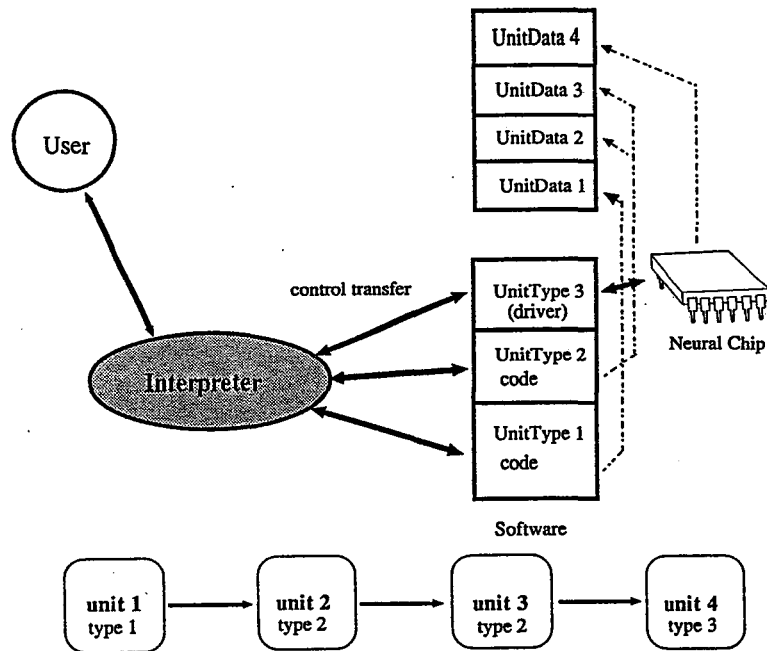 UnitData 4
UnitData 3
UnitData 2
UnitData 1
User
control transfer
UnitType 3
(driver)
UnitType 2
code
UnitType 1
code
Neural Chip
Interpreter
Software
unit 1
type 1
unit 2
type 2
unit 3
type 2
unit 4
type 3